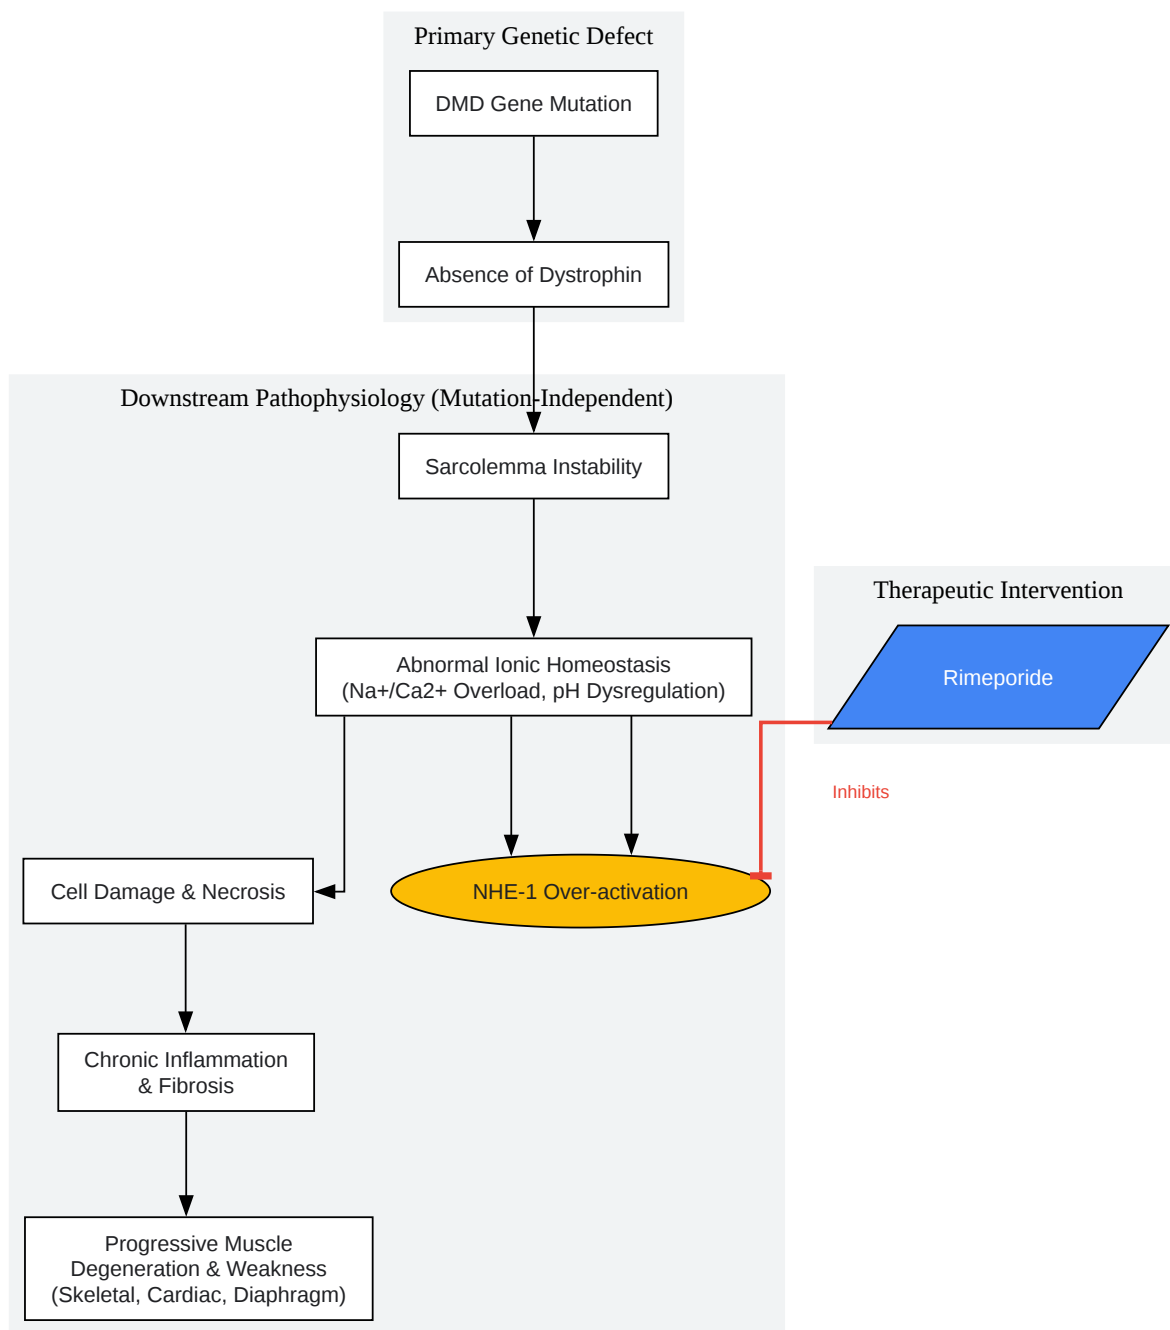 Primary Genetic Defect
DMD Gene Mutation
Absence of Dystrophin
Downstream Pathophysiology (Mutation-Independent)
Sarcolemma Instability
Therapeutic Intervention
Rimeporide
Abnormal Ionic Homeostasis
(Na+/Ca2+ Overload, pH Dysregulation)
Inhibits
Cell Damage & Necrosis
NHE-1 Over-activation
Chronic Inflammation
& Fibrosis
Progressive Muscle
Degeneration & Weakness
(Skeletal, Cardiac, Diaphragm)